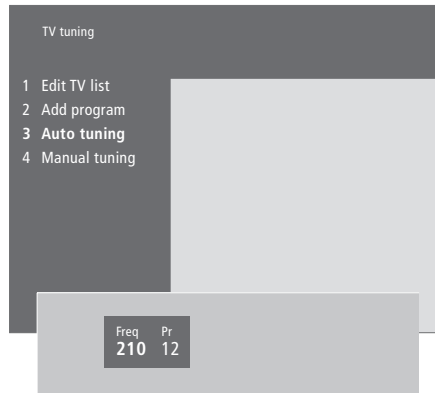 TV tuning
1 Edit TV list
2 Add program
3 Auto tuning
4 Manual tuning
Freq Pr
210 12